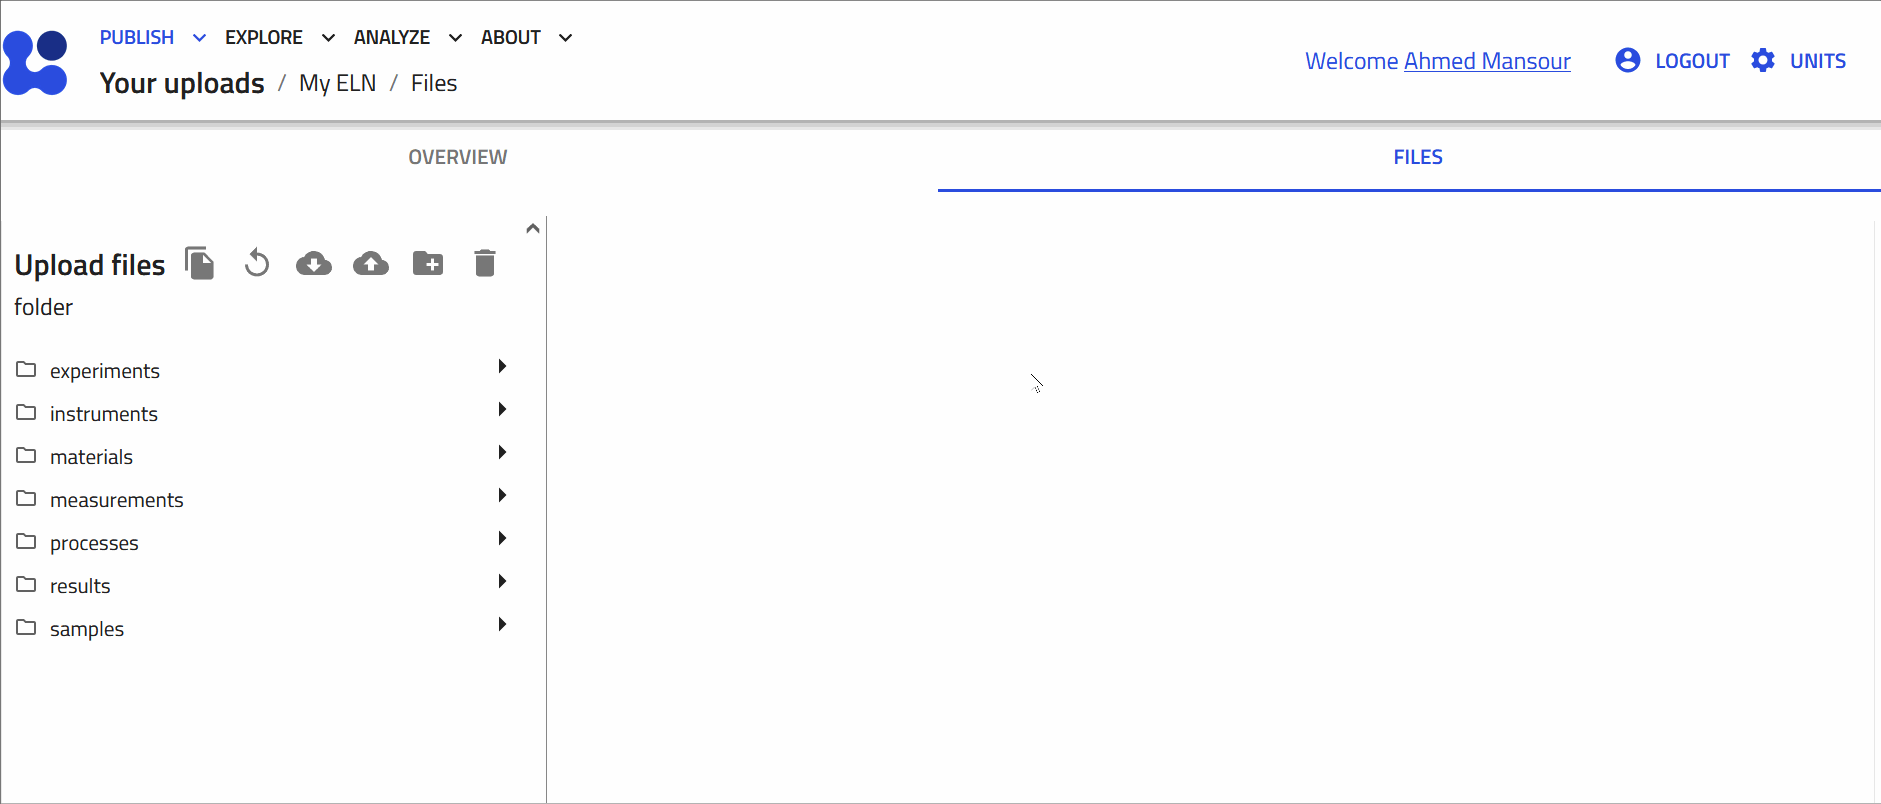 PUBLISH EXPLORE ANALYZE ABOUT
Your uploads / My ELN / Files
Welcome Ahmed Mansour LOGOUT UNITS
OVERVIEW FILES
Upload files
folder
experiments
instruments
materials
measurements
processes
results
samples